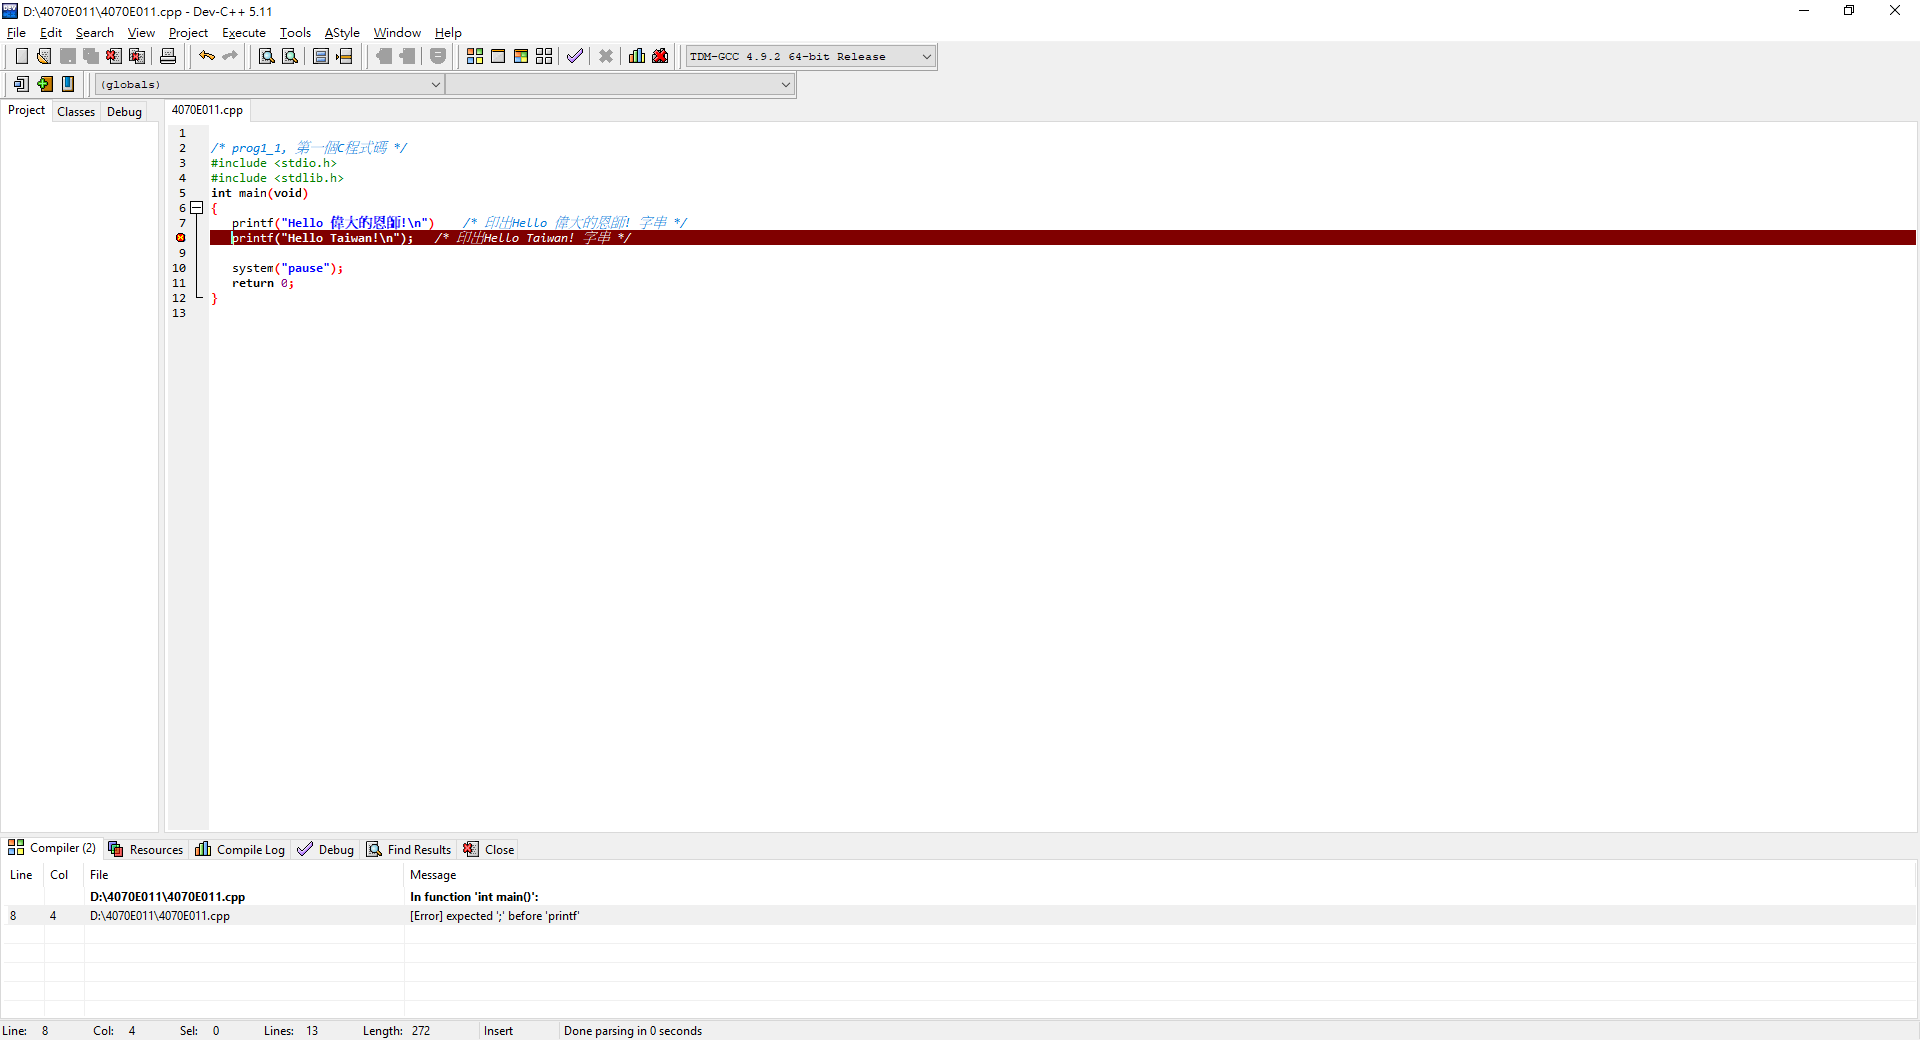 D:\4070E011\4070E011.cpp - Dev-C++ 5.11
File Edit Search View Project Execute Tools AStyle Window Help
TDM-GCC 4.9.2 64-bit Release
(globals)
Project Classes Debug 4070E011.cpp
1
2 /* prog1_1, 第一個C程式碼 */
3 #include <stdio.h>
4 #include <stdlib.h>
5 int main(void)
6 {
7 printf("Hello 偉大的恩師!\n") /* 印出Hello 偉大的恩師! 字串 */
printf("Hello Taiwan!\n"); /* 印出Hello Taiwan! 字串 */
9
10 system("pause");
11 return 0;
12 }
13
Compiler (2) Resources Compile Log Debug Find Results Close
Line Col File Message
D:\4070E011\4070E011.cpp In function 'int main()':
8 4 D:\4070E011\4070E011.cpp [Error] expected ';' before 'printf'
Line: 8 Col: 4 Sel: 0 Lines: 13 Length: 272 Insert Done parsing in 0 seconds